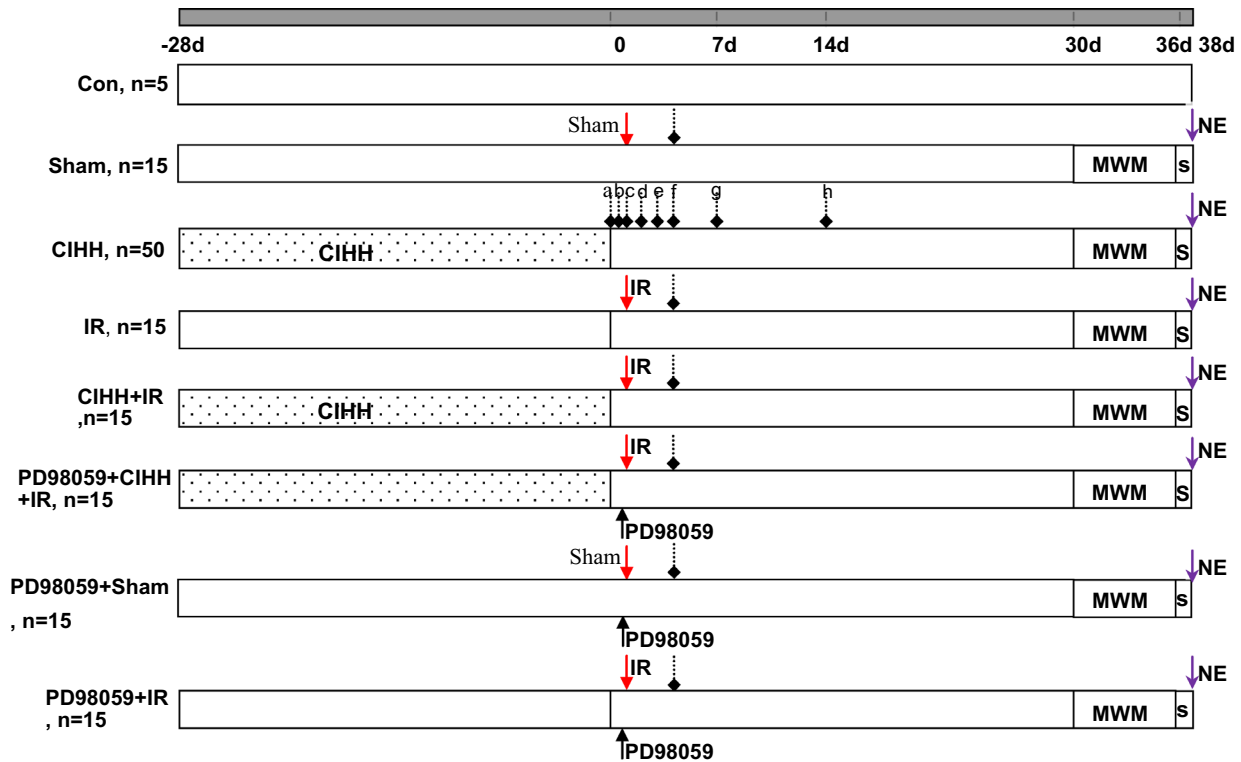 -28d 0 7d 14d 30d 36d 38d
Con, n=5
Sham NE
Sham, n=15 MWM s
a b c d e f g h NE
CIHH, n=50 CIHH MWM S
IR NE
IR, n=15 MWM S
IR NE
CIHH+IR
,n=15 CIHH MWM S
IR NE
PD98059+CIHH
+IR, n=15 MWM S
PD98059
Sham NE
PD98059+Sham
, n=15 MWM s
PD98059
IR NE
PD98059+IR
, n=15 MWM s
PD98059